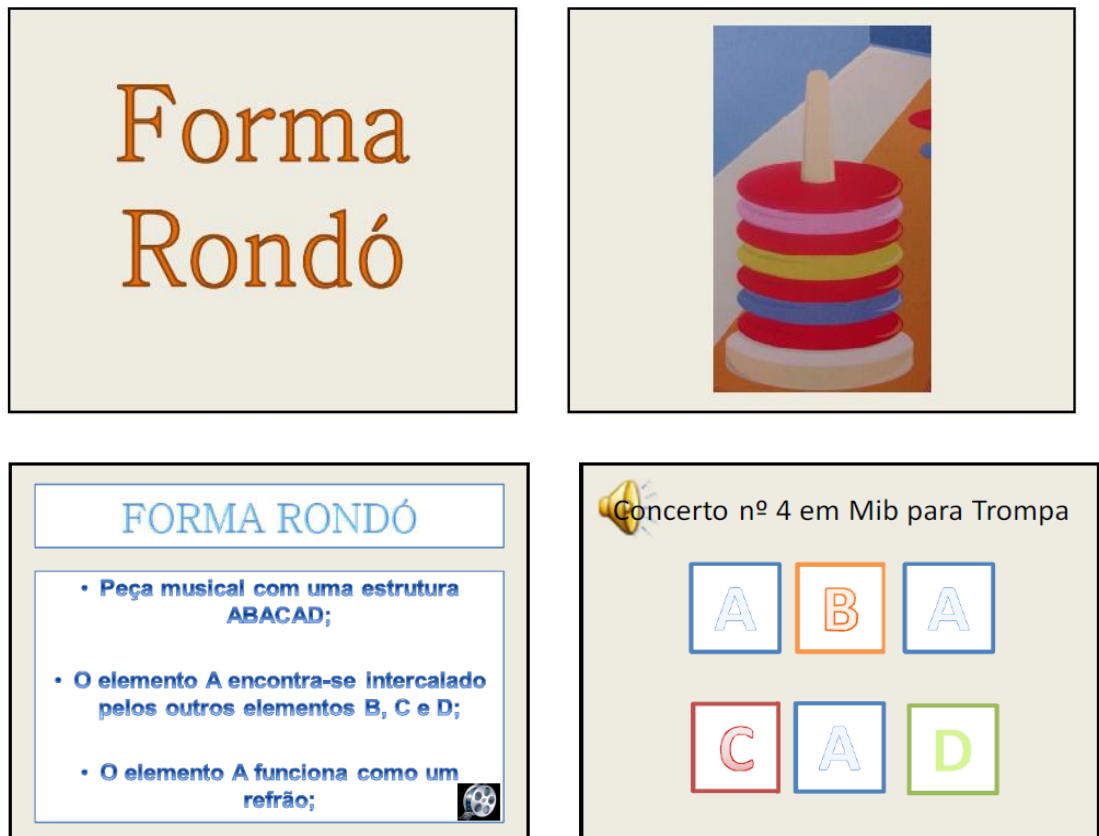 Forma
Rondó
FORMA RONDÓ
• Peça musical com uma estrutura
ABACAD;
• O elemento A encontra-se intercalado
pelos outros elementos B, C e D;
• O elemento A funciona como um
refrão;
Concerto nº 4 em Mib para Trompa
A B A
C A D